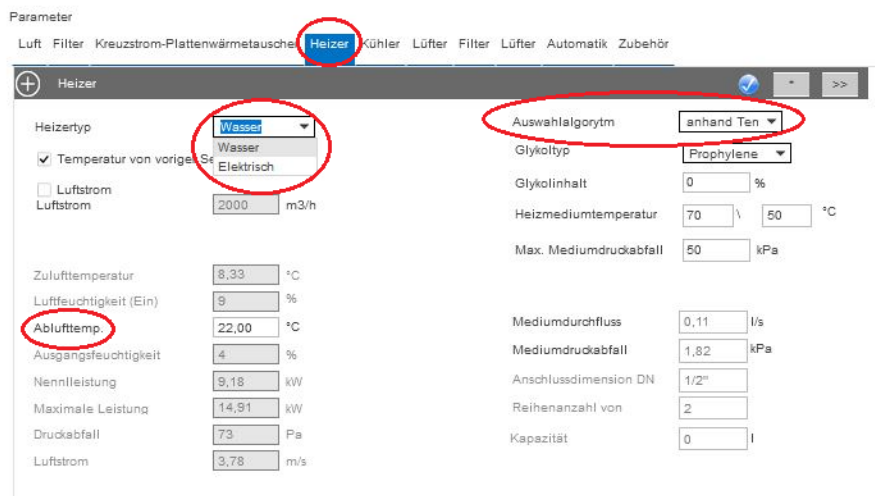 Parameter
Luft Filter Kreuzstrom-Plattenwärmetauscher Heizer Kühler Lüfter Filter Lüfter Automatik Zubehör
Heizer * >>
Heizertyp Wasser
Wasser
Elektrisch
Temperatur von voriger Se
Luftstrom
Luftstrom 2000 m3/h
Zulufttemperatur 8,33 °C
Luftfeuchtigkeit (Ein) 9 %
Ablufttemp. 22,00 °C
Ausgangsfeuchtigkeit 4 %
Nennlleistung 9,18 kW
Maximale Leistung 14,91 kW
Druckabfall 73 Pa
Luftstrom 3,78 m/s
Auswahlalgorytm anhand Ten
Glykoltyp Prophylene
Glykolinhalt 0 %
Heizmediumtemperatur 70 \ 50 °C
Max. Mediumdruckabfall 50 kPa
Mediumdurchfluss 0,11 l/s
Mediumdruckabfall 1,82 kPa
Anschlussdimension DN 1/2"
Reihenanzahl von 2
Kapazität 0 l